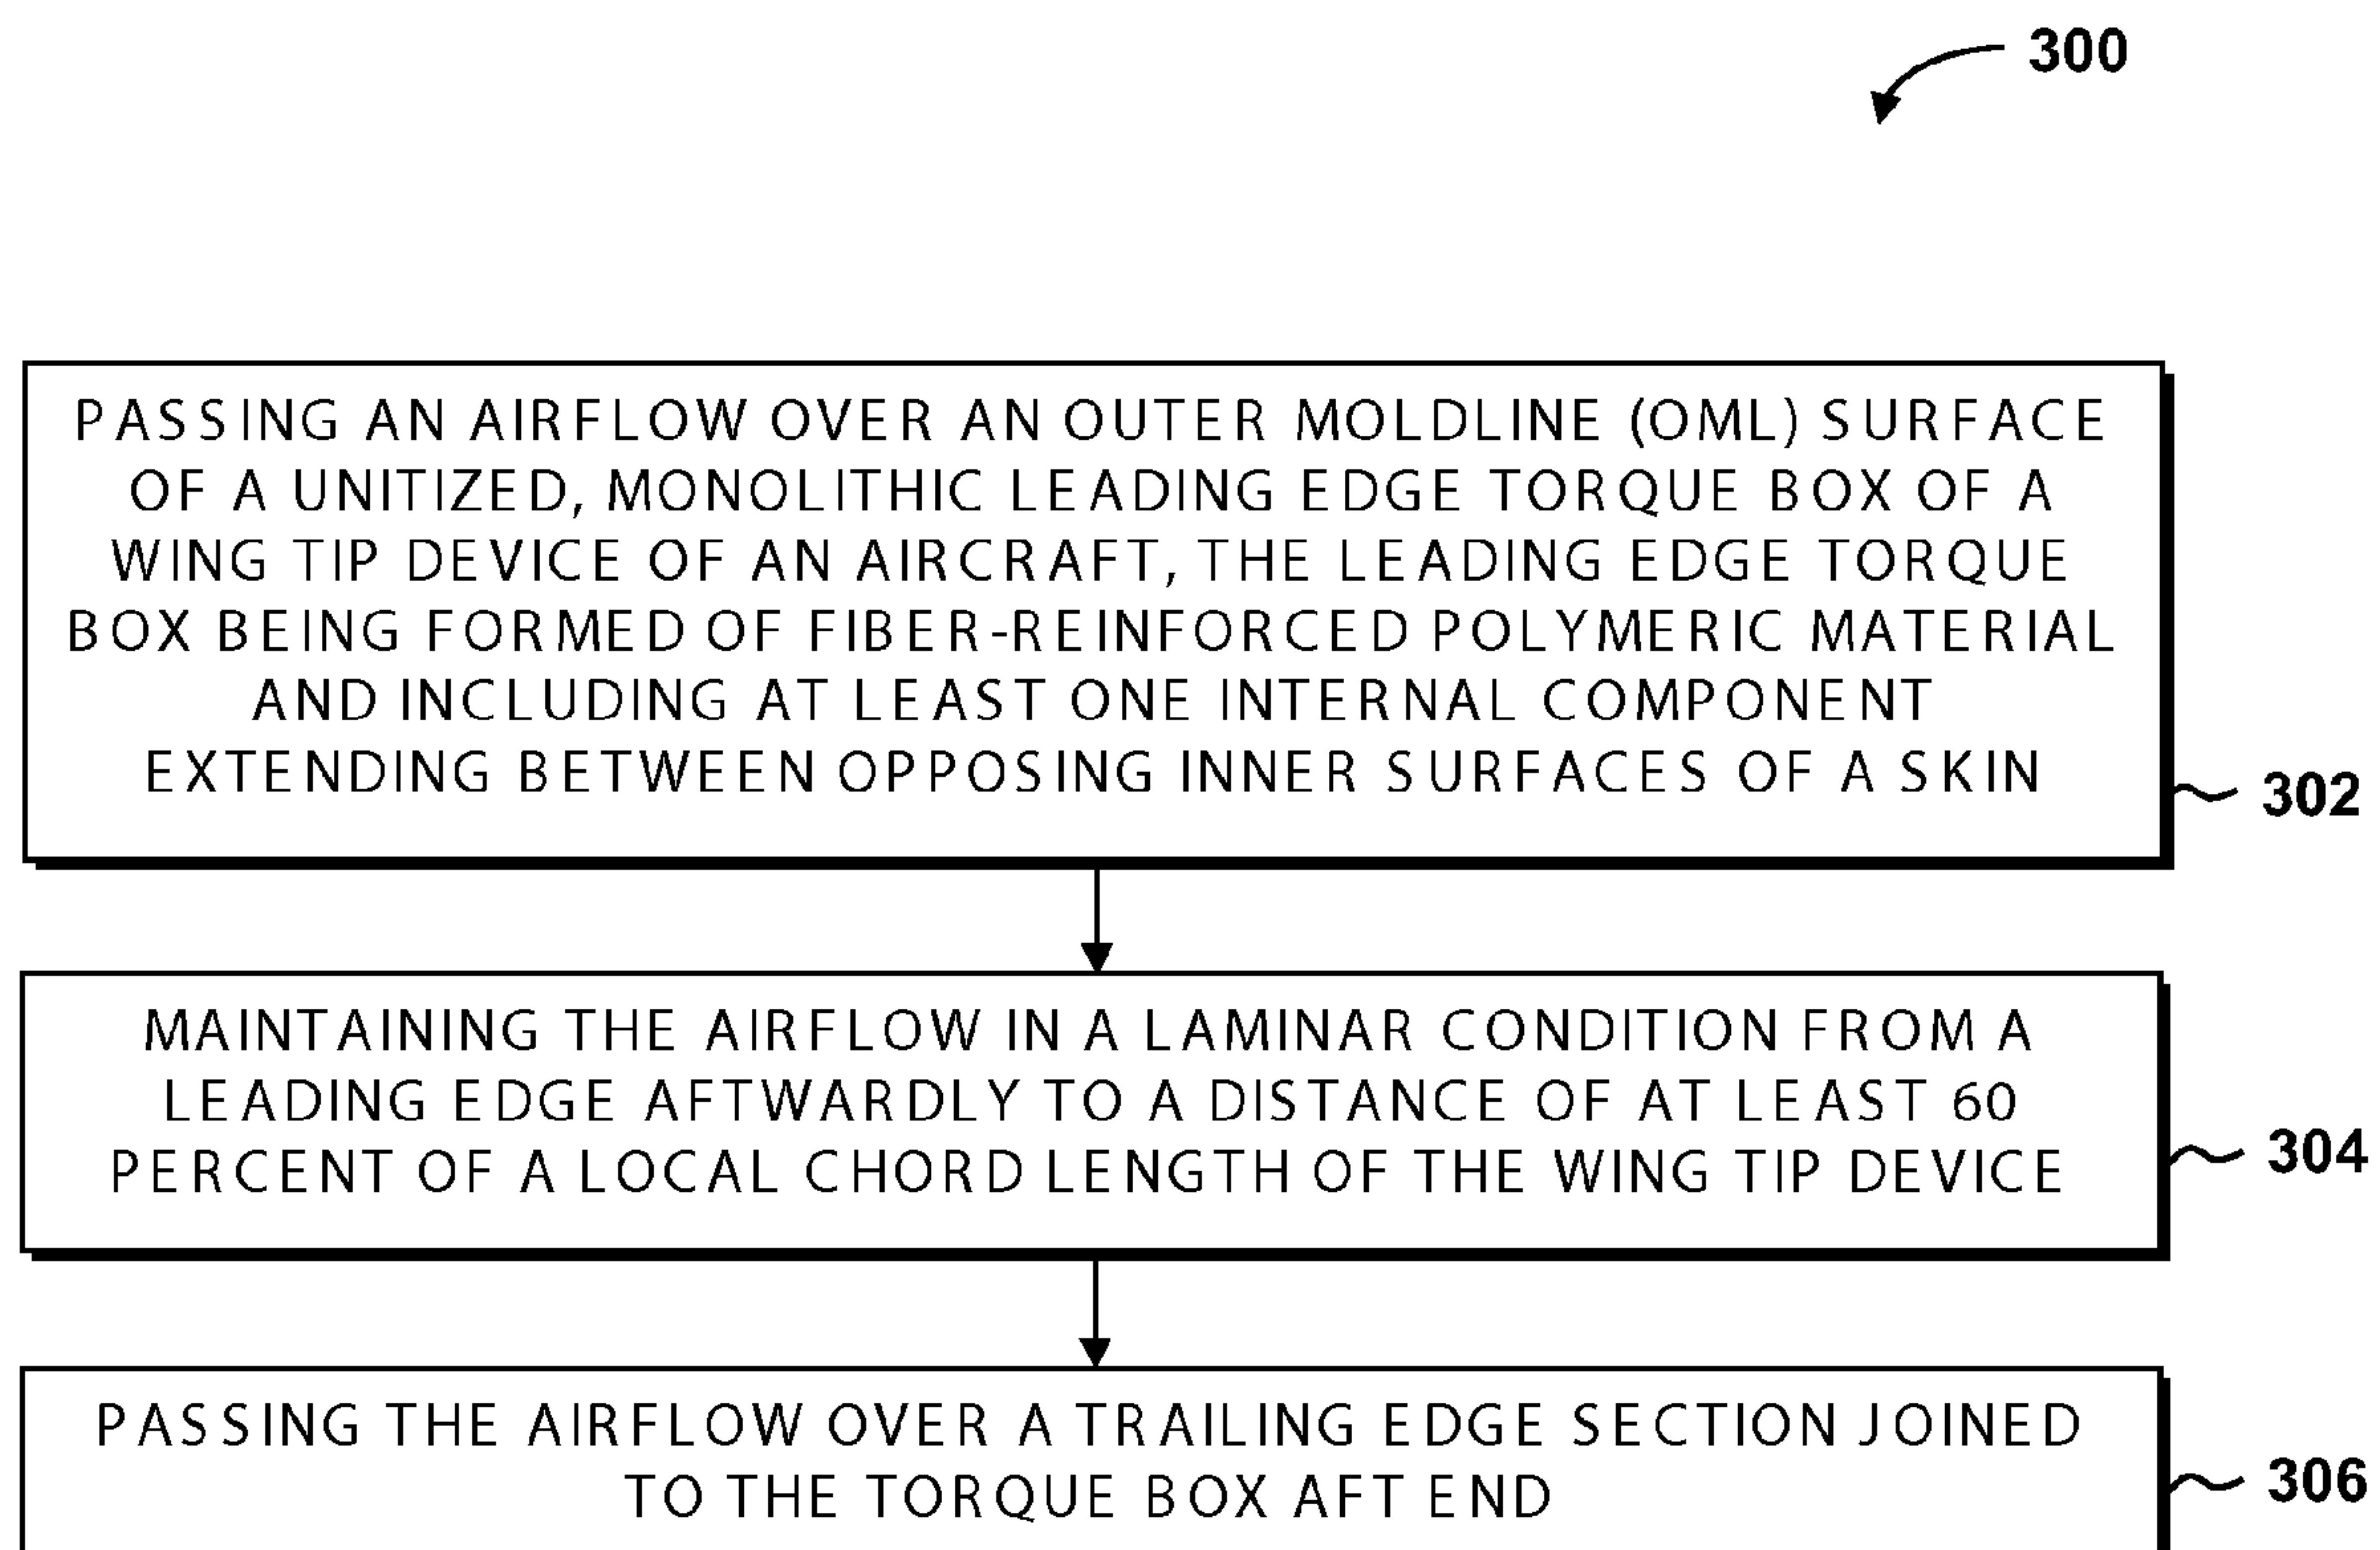 300
PASSING AN AIRFLOW OVER AN OUTER MOLDLINE (OML) SURFACE
OF A UNITIZED, MONOLITHIC LEADING EDGE TORQUE BOX OF A
WING TIP DEVICE OF AN AIRCRAFT, THE LEADING EDGE TORQUE
BOX BEING FORMED OF FIBER-REINFORCED POLYMERIC MATERIAL
AND INCLUDING AT LEAST ONE INTERNAL COMPONENT
EXTENDING BETWEEN OPPOSING INNER SURFACES OF A SKIN
302
MAINTAINING THE AIRFLOW IN A LAMINAR CONDITION FROM A
LEADING EDGE AFTWARDLY TO A DISTANCE OF AT LEAST 60
PERCENT OF A LOCAL CHORD LENGTH OF THE WING TIP DEVICE
304
PASSING THE AIRFLOW OVER A TRAILING EDGE SECTION JOINED
TO THE TORQUE BOX AFT END
306